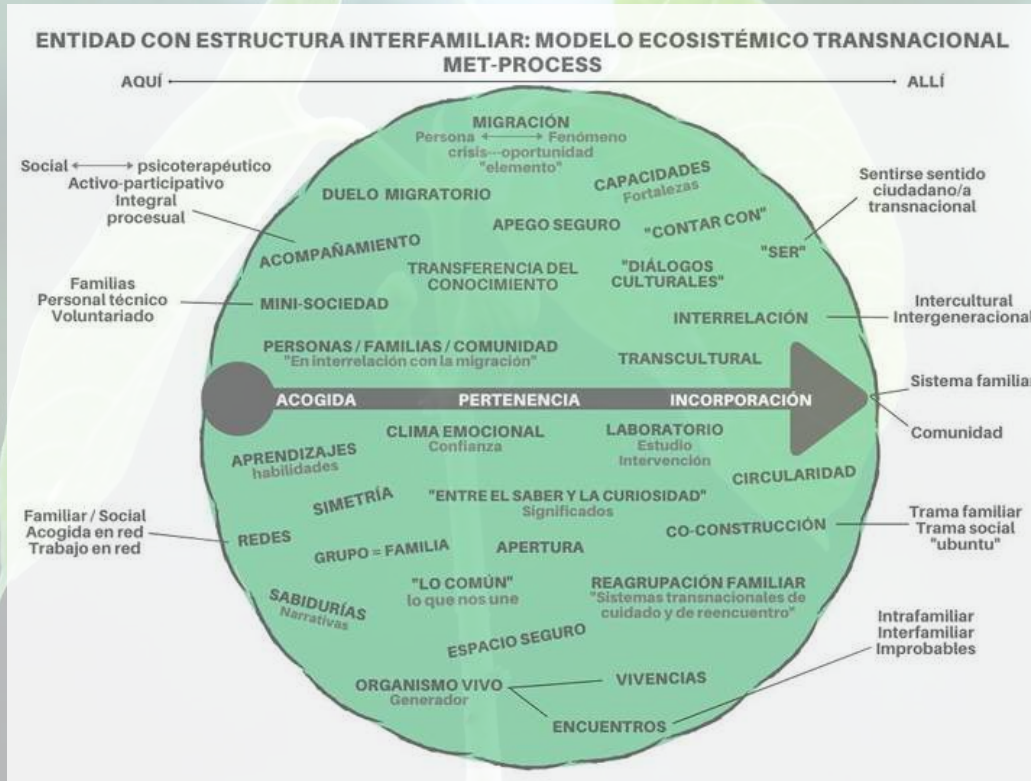 ENTIDAD CON ESTRUCTURA INTERFAMILIAR: MODELO ECOSISTÉMICO TRANSNACIONAL
MET-PROCESS
AQUÍ
ALLÍ
MIGRACIÓN
Persona Fenómeno
crisis---oportunidad
"elemento"
Social psicoterapéutico
Activo-participativo
Integral
procesual
DUELO MIGRATORIO
CAPACIDADES
Fortalezas
Sentirse sentido
ciudadano/a
transnacional
APEGO SEGURO
"CONTAR CON"
ACOMPAÑAMIENTO
"SER"
TRANSFERENCIA DEL
CONOCIMIENTO
"DIÁLOGOS
CULTURALES"
Familias
Personal técnico
Voluntariado
MINI-SOCIEDAD
INTERRELACIÓN
Intercultural
Intergeneracional
PERSONAS / FAMILIAS / COMUNIDAD
"En interrelación con la migración"
TRANSCULTURAL
ACOGIDA
PERTENENCIA
INCORPORACIÓN
Sistema familiar
Comunidad
CLIMA EMOCIONAL
Confianza
LABORATORIO
Estudio
Intervención
APRENDIZAJES
habilidades
CIRCULARIDAD
SIMETRÍA
"ENTRE EL SABER Y LA CURIOSIDAD"
Significados
Familiar / Social
Acogida en red
Trabajo en red
REDES
CO-CONSTRUCCIÓN
Trama familiar
Trama social
"ubuntu"
GRUPO = FAMILIA
APERTURA
"LO COMÚN"
lo que nos une
REAGRUPACIÓN FAMILIAR
"Sistemas transnacionales de
cuidado y de reencuentro"
SABIDURÍAS
Narrativas
Intrafamiliar
Interfamiliar
Improbables
ESPACIO SEGURO
ORGANISMO VIVO
Generador
VIVENCIAS
ENCUENTROS